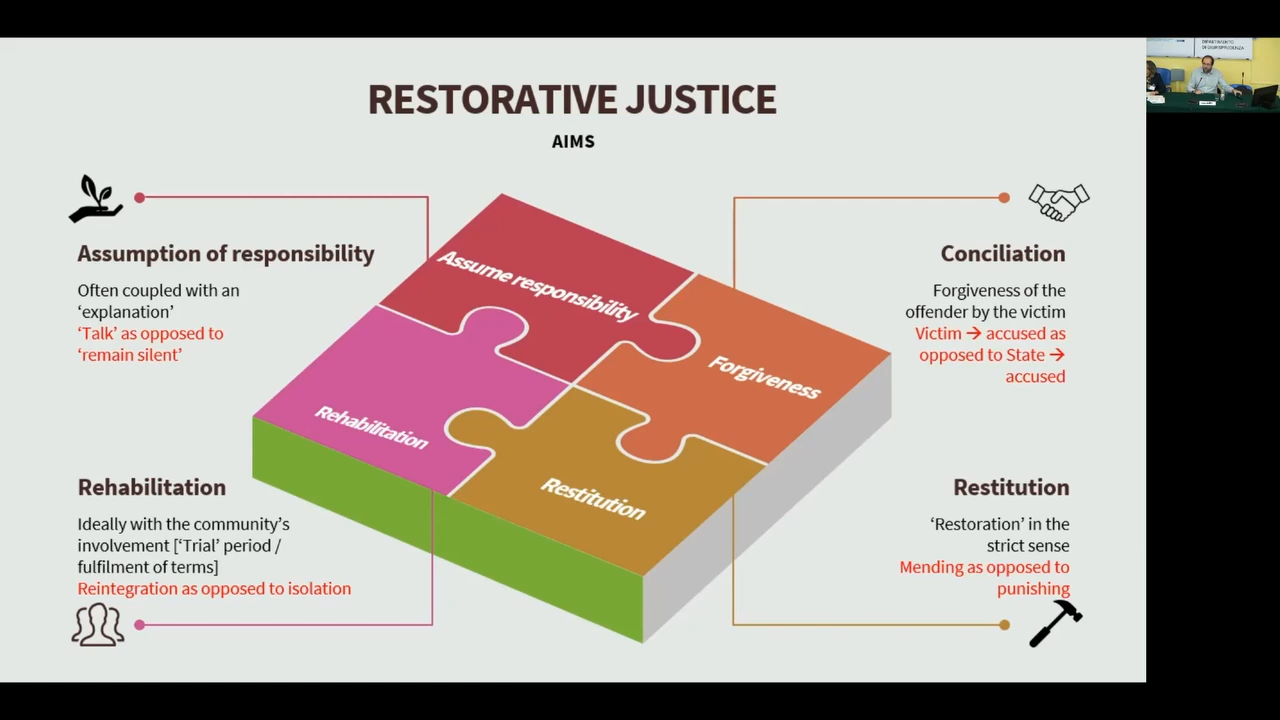 RESTORATIVE JUSTICE
AIMS
Assumption of responsibility
Often coupled with an
‘explanation’
‘Talk’ as opposed to
‘remain silent’
Conciliation
Forgiveness of the
offender by the victim
Victim → accused as
opposed to State →
accused
Assume responsibility
Forgiveness
Rehabilitation
Restitution
Rehabilitation
Ideally with the community’s
involvement [‘Trial’ period /
fulfilment of terms]
Reintegration as opposed to isolation
Restitution
‘Restoration’ in the
strict sense
Mending as opposed to
punishing
DIPARTIMENTO
DI GIURISPRUDENZA